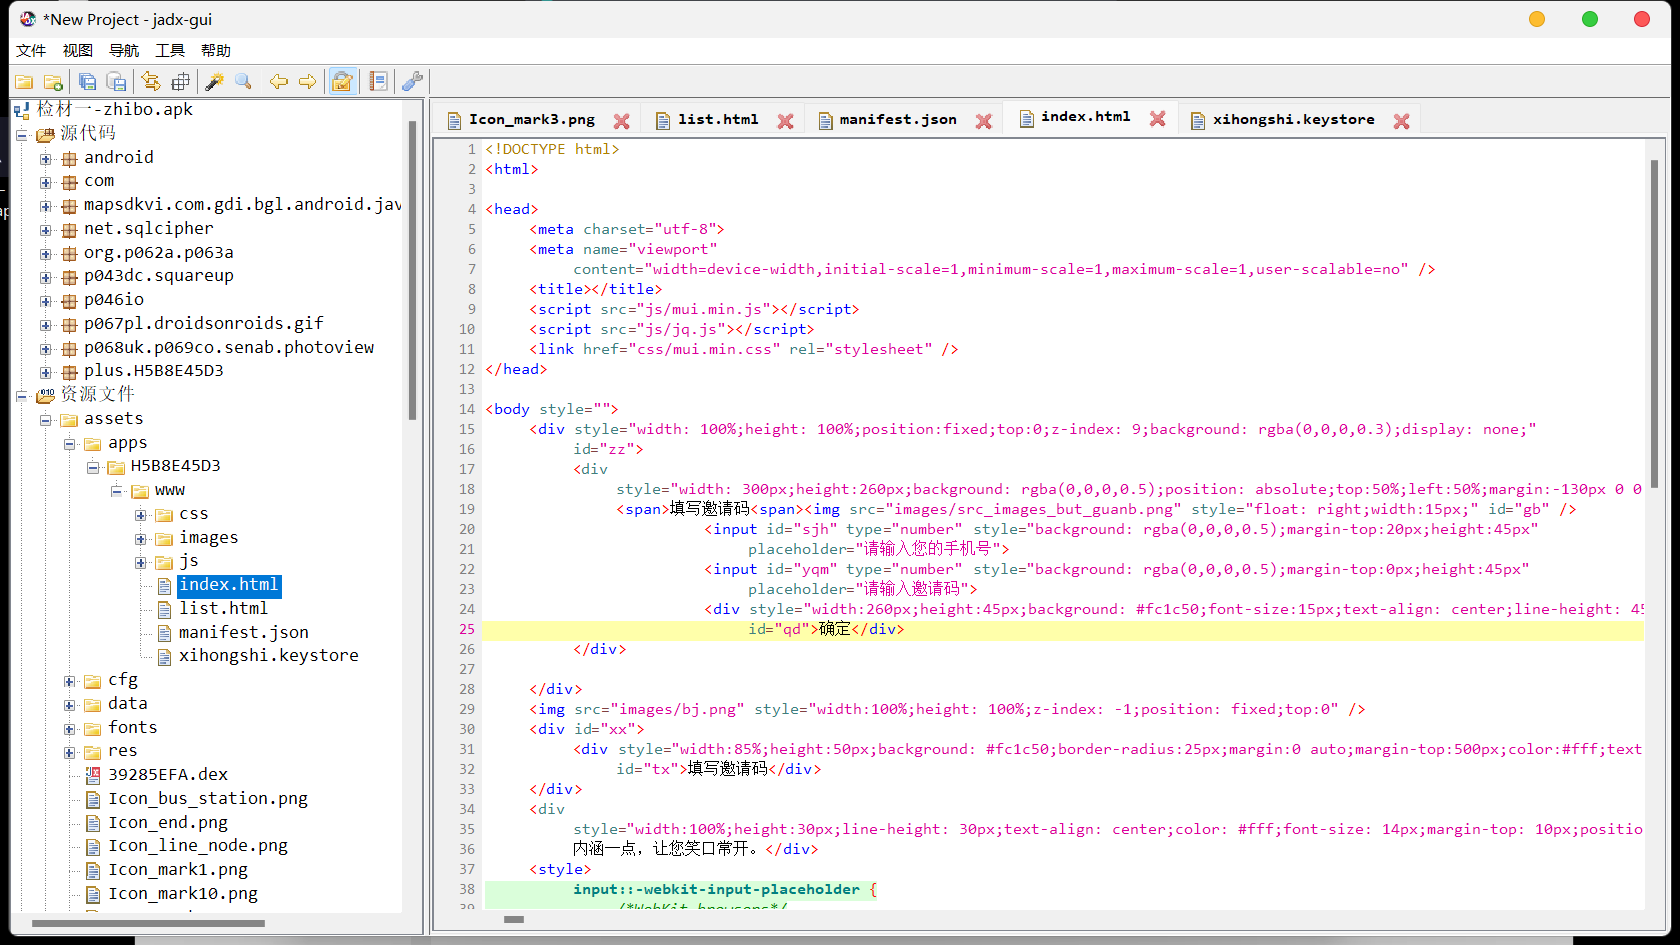 *New Project - jadx-gui
文件 视图 导航 工具 帮助
检材一-zhibo.apk
源代码
android
com
mapsdkvi.com.gdi.bgl.android.jav
net.sqlcipher
org.p062a.p063a
p043dc.squareup
p046io
p067pl.droidsonroids.gif
p068uk.p069co.senab.photoview
plus.H5B8E45D3
资源文件
assets
apps
H5B8E45D3
www
css
images
js
index.html
list.html
manifest.json
xihongshi.keystore
cfg
data
fonts
res
39285EFA.dex
Icon_bus_station.png
Icon_end.png
Icon_line_node.png
Icon_mark1.png
Icon_mark10.png
Icon_mark3.png list.html manifest.json index.html xihongshi.keystore
1 <!DOCTYPE html>
2 <html>
3
4 <head>
5 <meta charset="utf-8">
6 <meta name="viewport"
7 content="width=device-width,initial-scale=1,minimum-scale=1,maximum-scale=1,user-scalable=no" />
8 <title></title>
9 <script src="js/mui.min.js"></script>
10 <script src="js/jq.js"></script>
11 <link href="css/mui.min.css" rel="stylesheet" />
12 </head>
13
14 <body style="">
15 <div style="width: 100%;height: 100%;position:fixed;top:0;z-index: 9;background: rgba(0,0,0,0.3);display: none;"
16 id="zz">
17 <div
18 style="width: 300px;height:260px;background: rgba(0,0,0,0.5);position: absolute;top:50%;left:50%;margin:-130px 0 0
19 <span>填写邀请码<span><img src="images/src_images_but_guanb.png" style="float: right;width:15px;" id="gb" />
20 <input id="sjh" type="number" style="background: rgba(0,0,0,0.5);margin-top:20px;height:45px"
21 placeholder="请输入您的手机号">
22 <input id="yqm" type="number" style="background: rgba(0,0,0,0.5);margin-top:0px;height:45px"
23 placeholder="请输入邀请码">
24 <div style="width:260px;height:45px;background: #fc1c50;font-size:15px;text-align: center;line-height: 45
25 id="qd">确定</div>
26 </div>
27
28 </div>
29 <img src="images/bj.png" style="width:100%;height: 100%;z-index: -1;position: fixed;top:0" />
30 <div id="xx">
31 <div style="width:85%;height:50px;background: #fc1c50;border-radius:25px;margin:0 auto;margin-top:500px;color:#fff;text
32 id="tx">填写邀请码</div>
33 </div>
34 <div
35 style="width:100%;height:30px;line-height: 30px;text-align: center;color: #fff;font-size: 14px;margin-top: 10px;positio
36 内涵一点，让您笑口常开。</div>
37 <style>
38 input::-webkit-input-placeholder {
39 /*WebKit browsers*/